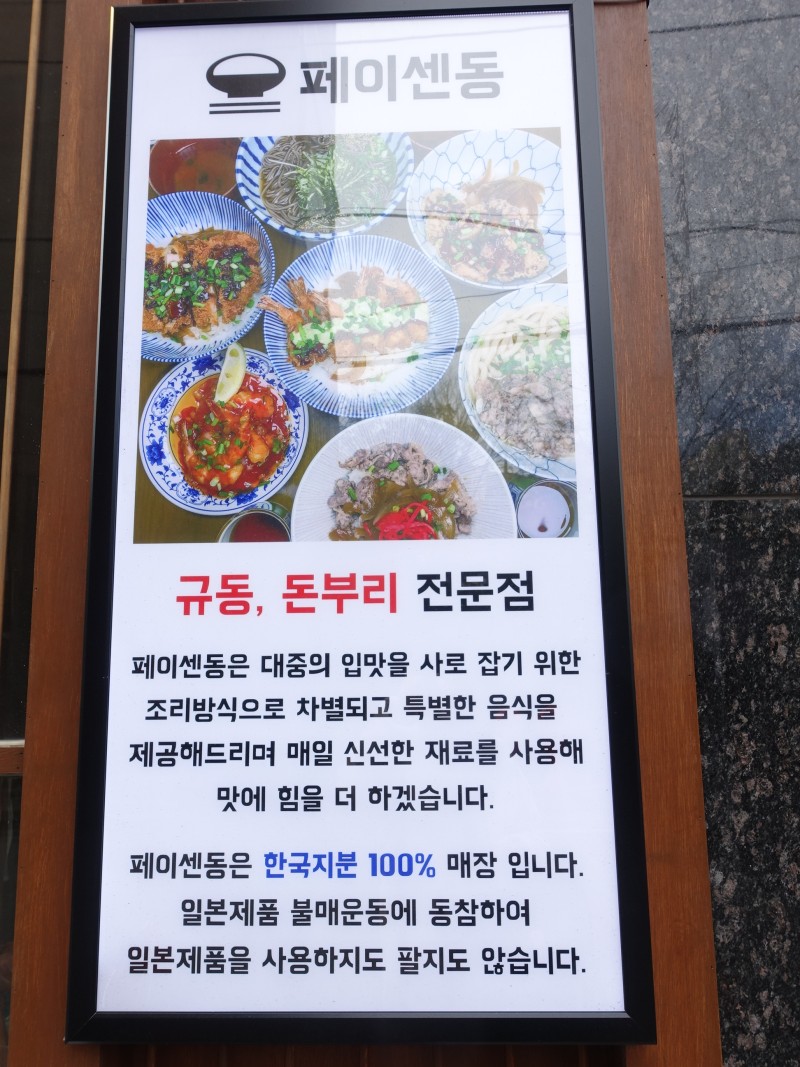 페이센동
규동, 돈부리 전문점
페이센동은 대중의 입맛을 사로 잡기 위한
조리방식으로 차별되고 특별한 음식을
제공해드리며 매일 신선한 재료를 사용해
맛에 힘을 더 하겠습니다.
페이센동은 한국지분 100% 매장 입니다.
일본제품 불매운동에 동참하여
일본제품을 사용하지도 팔지도 않습니다.